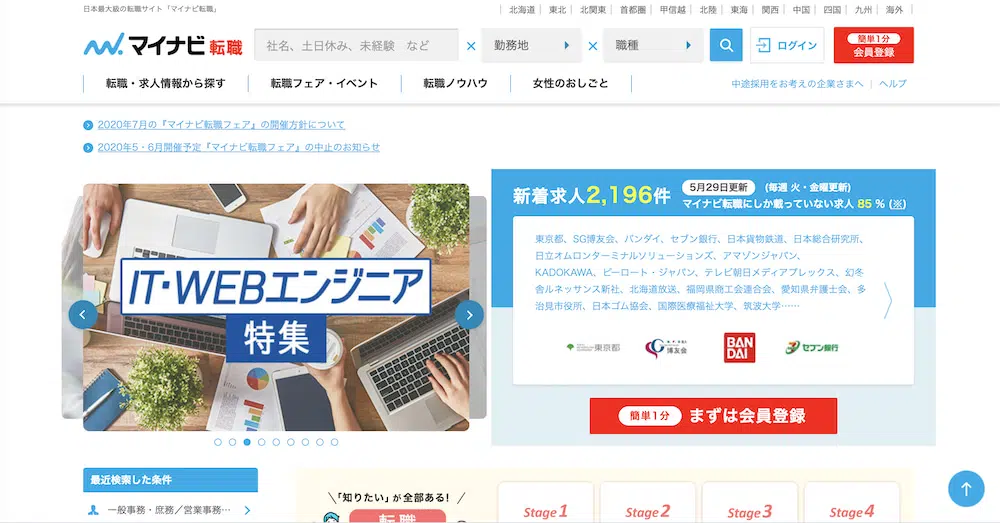 日本最大級の転職サイト「マイナビ転職」
北海道 東北 北関東 首都圏 甲信越 北陸 東海 関西 中国 四国 九州 海外
マイナビ転職
社名、土日休み、未経験 など × 勤務地 × 職種
ログイン
簡単1分
会員登録
転職・求人情報から探す 転職フェア・イベント 転職ノウハウ 女性のおしごと
中途採用をお考えの企業さまへ ヘルプ
2020年7月の『マイナビ転職フェア』の開催方針について
2020年5・6月開催予定『マイナビ転職フェア』の中止のお知らせ
IT・WEBエンジニア
特集
新着求人2,196件
5月29日更新 (毎週 火・金曜更新)
マイナビ転職にしか載っていない求人 85 % (※)
東京都、SG博友会、バンダイ、セブン銀行、日本貨物鉄道、日本総合研究所、
日立オムロンターミナルソリューションズ、アマゾンジャパン、
KADOKAWA、ピーロート・ジャパン、テレビ朝日メディアプレックス、幻冬
舎ルネッサンス新社、北海道放送、福岡県商工会連合会、愛知県弁護士会、多
治見市役所、日本ゴム協会、国際医療福祉大学、筑波大学……
東京都
博友会
BAN
DAI
セブン銀行
簡単1分 まずは会員登録
最近検索した条件
一般事務・庶務／営業事務…
「知りたい」が全部ある!
転職
Stage1 Stage2 Stage3 Stage4